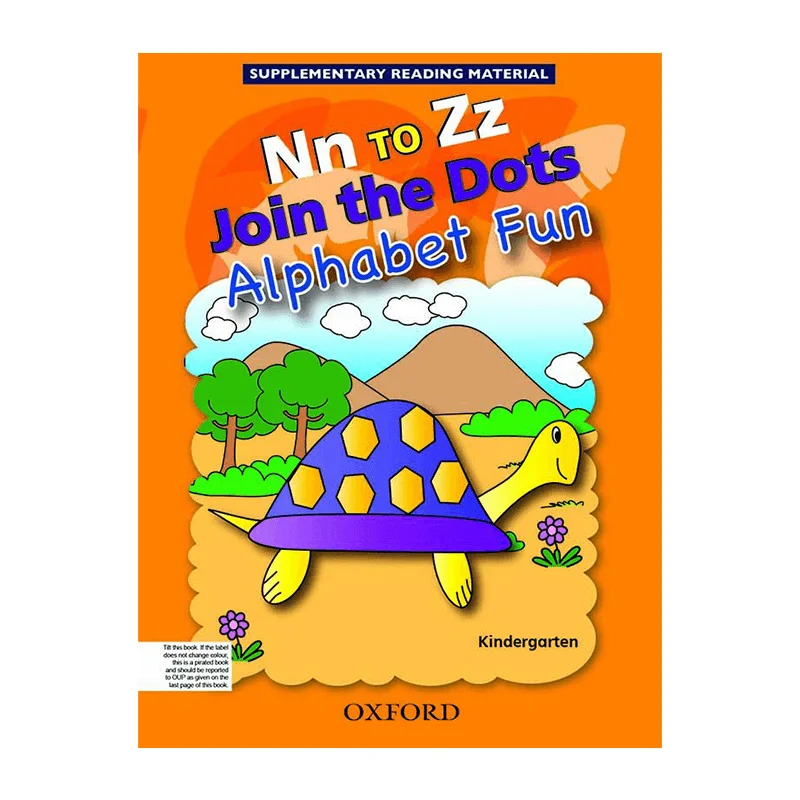 SUPPLEMENTARY READING MATERIAL
Nn TO Zz
Join the Dots
Alphabet Fun
Kindergarten
Tilt this book. If the label
does not change colour,
this is a pirated book
and should be reported
to OUP as given on the
last page of this book.
OXFORD